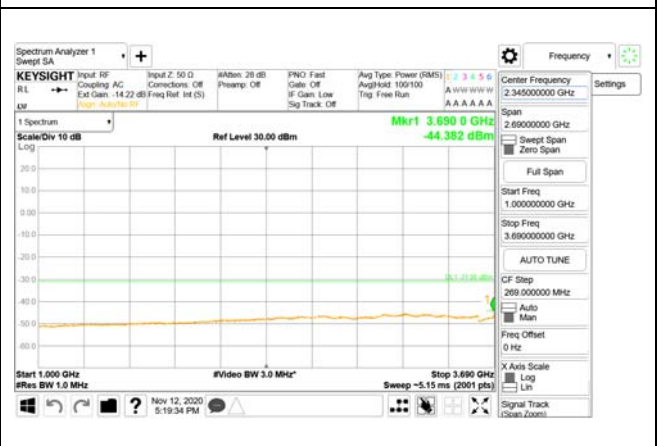 Spectrum Analyzer 1
Swept SA
Frequency
KEYSIGHT
RL
Input: RF
Coupling: AC
Ext Gain: -14.22 dB
Align: Auto/No RF
Input Z: 50 Ω
Corrections: Off
Freq Ref: Int (S)
#Atten: 28 dB
Preamp: Off
PNO: Fast
Gate: Off
IF Gain: Low
Sig Track: Off
Avg Type: Power (RMS)
Avg|Hold: 100/100
Trig: Free Run
1 2 3 4 5 6
A W W W W W
A A A A A A
Center Frequency
2.345000000 GHz
Settings
Span
2.69000000 GHz
Swept Span
Zero Span
Full Span
Start Freq
1.000000000 GHz
Stop Freq
3.690000000 GHz
AUTO TUNE
CF Step
269.000000 MHz
Auto
Man
Freq Offset
0 Hz
X Axis Scale
Log
Lin
Signal Track
(Span Zoom)
1 Spectrum
Scale/Div 10 dB
Ref Level 30.00 dBm
Mkr1 3.690 0 GHz
-44.382 dBm
Log
20.0
10.0
0.00
-10.0
-20.0
-30.0
-40.0
-50.0
-60.0
1
Start 1.000 GHz
#Video BW 3.0 MHz*
Stop 3.690 GHz
#Res BW 1.0 MHz
Sweep ~5.15 ms (2001 pts)
Nov 12, 2020
5:19:34 PM